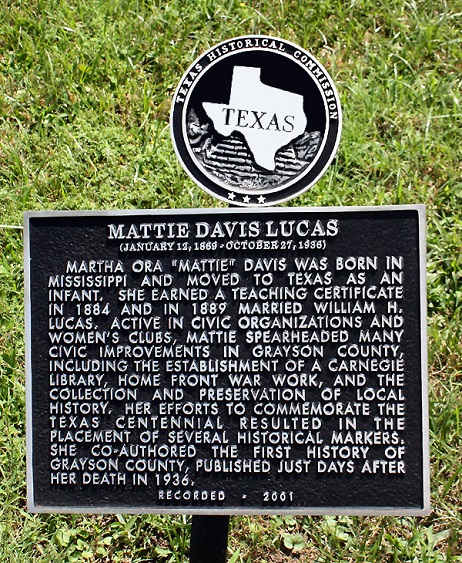 TEXAS HISTORICAL COMMISSION
TEXAS
MATTIE DAVIS LUCAS
(JANUARY 12, 1869 - OCTOBER 27, 1936)
MARTHA ORA "MATTIE" DAVIS WAS BORN IN
MISSISSIPPI AND MOVED TO TEXAS AS AN
INFANT. SHE EARNED A TEACHING CERTIFICATE
IN 1884 AND IN 1889 MARRIED WILLIAM H.
LUCAS. ACTIVE IN CIVIC ORGANIZATIONS AND
WOMEN'S CLUBS, MATTIE SPEARHEADED MANY
CIVIC IMPROVEMENTS IN GRAYSON COUNTY,
INCLUDING THE ESTABLISHMENT OF A CARNEGIE
LIBRARY, HOME FRONT WAR WORK, AND THE
COLLECTION AND PRESERVATION OF LOCAL
HISTORY. HER EFFORTS TO COMMEMORATE THE
TEXAS CENTENNIAL RESULTED IN THE
PLACEMENT OF SEVERAL HISTORICAL MARKERS.
SHE CO-AUTHORED THE FIRST HISTORY OF
GRAYSON COUNTY, PUBLISHED JUST DAYS AFTER
HER DEATH IN 1936.
RECORDED - 2001